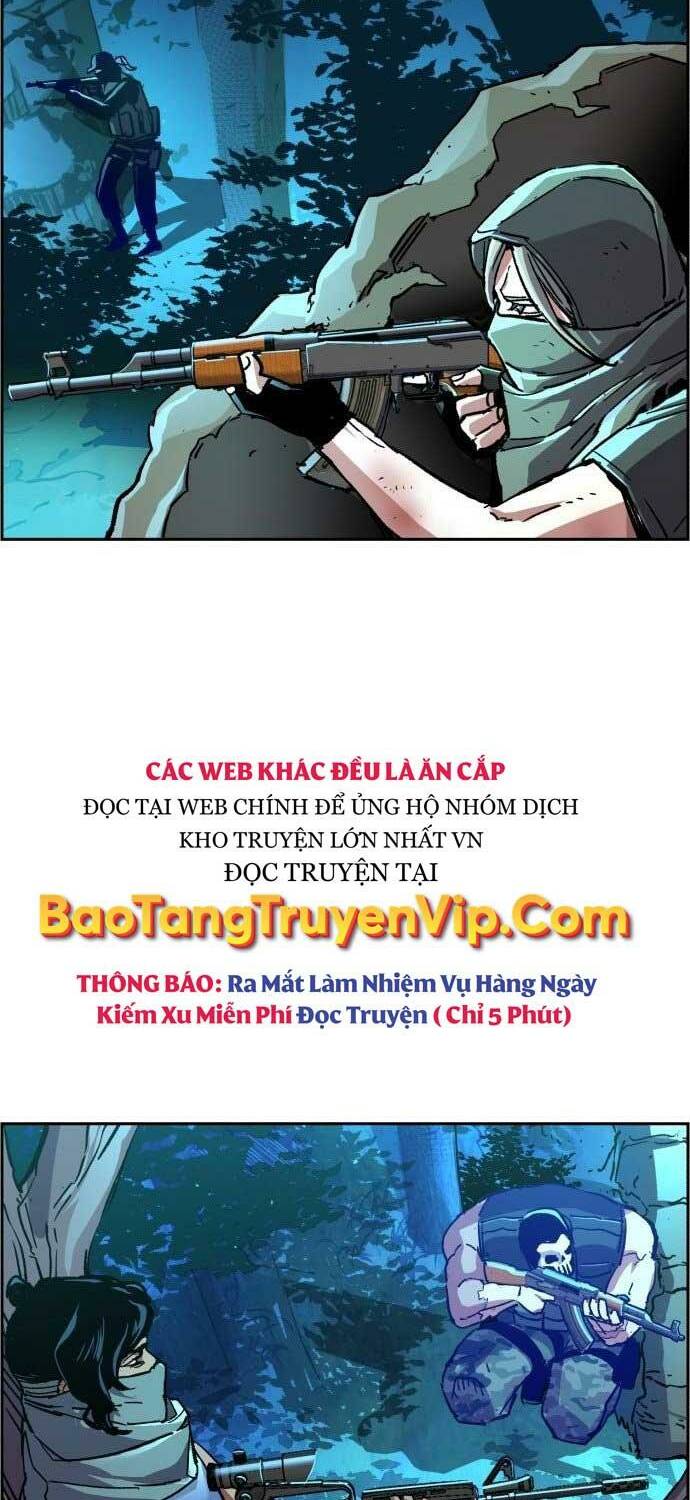 CÁC WEB KHÁC ĐỀU LÀ ĂN CẮP
ĐỌC TẠI WEB CHÍNH ĐỂ ỦNG HỘ NHÓM DỊCH
KHO TRUYỆN LỚN NHẤT VN
ĐỌC TRUYỆN TẠI
BaoTangTruyenVip.Com
THÔNG BÁO: Ra Mắt Làm Nhiệm Vụ Hàng Ngày
Kiếm Xu Miễn Phí Đọc Truyện ( Chỉ 5 Phút)